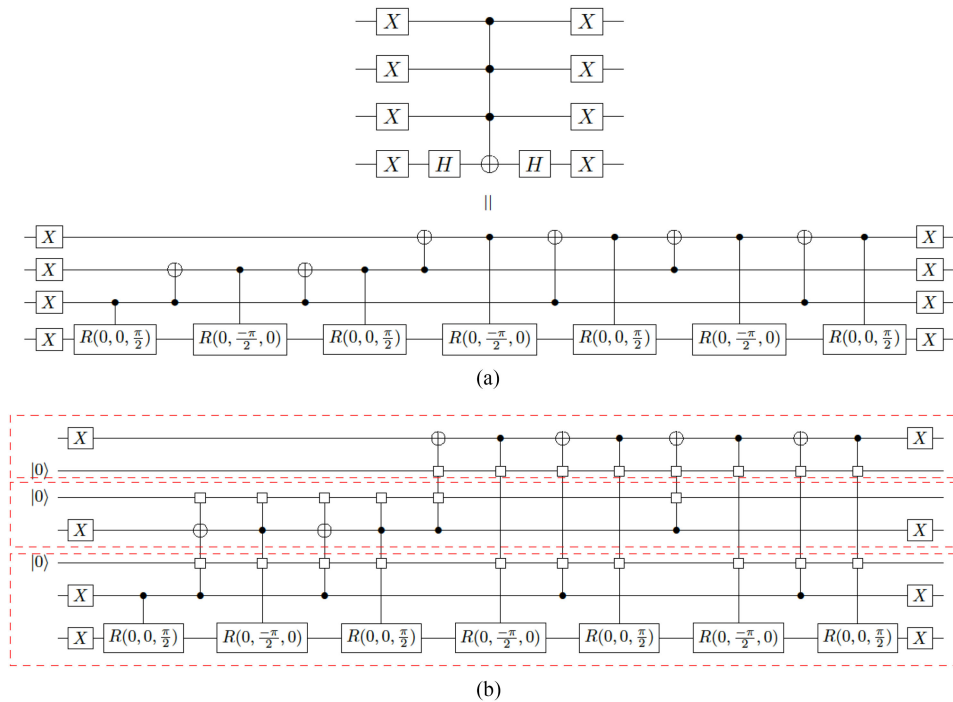 X X
X X
X X
X H H X
||
X X
X X
X X
X R(0, 0, π/2) R(0, -π/2, 0) R(0, 0, π/2) R(0, -π/2, 0) R(0, 0, π/2) R(0, -π/2, 0) R(0, 0, π/2) X
(a)
X X
|0⟩
|0⟩
X X
|0⟩
X X
X R(0, 0, π/2) R(0, -π/2, 0) R(0, 0, π/2) R(0, -π/2, 0) R(0, 0, π/2) R(0, -π/2, 0) R(0, 0, π/2) X
(b)